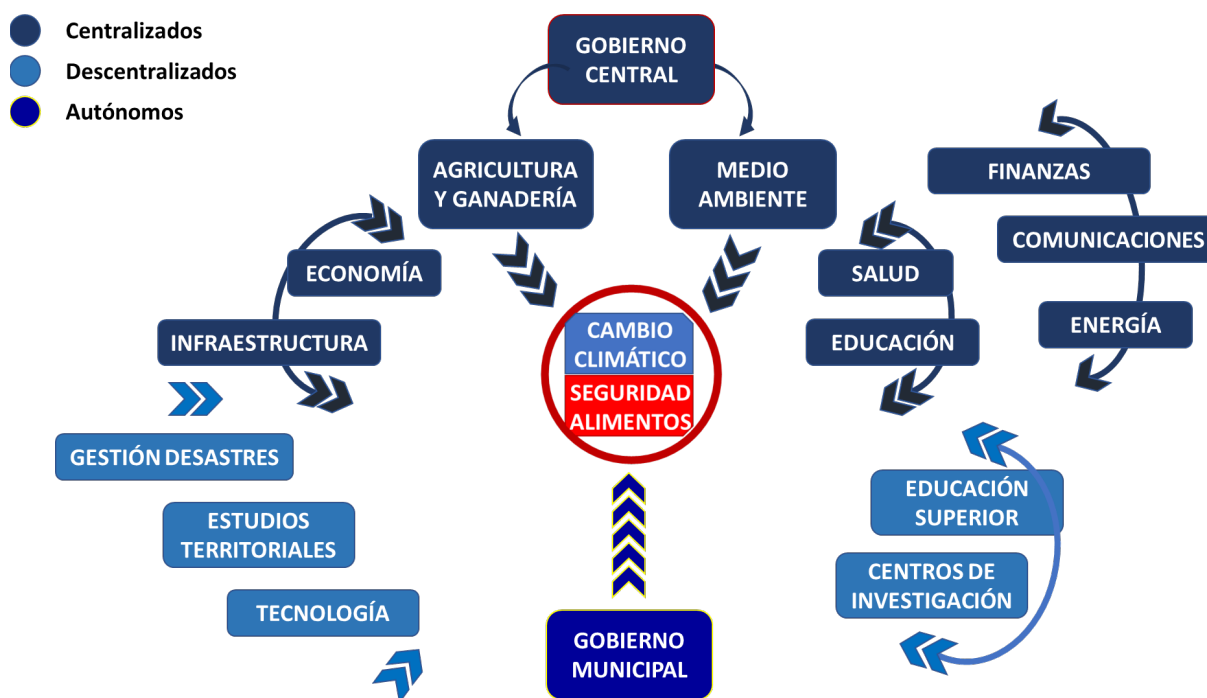 Centralizados
Descentralizados
Autónomos
GOBIERNO
CENTRAL
AGRICULTURA
Y GANADERÍA
MEDIO
AMBIENTE
FINANZAS
COMUNICACIONES
ENERGÍA
ECONOMÍA
INFRAESTRUCTURA
SALUD
EDUCACIÓN
CAMBIO
CLIMÁTICO
SEGURIDAD
ALIMENTOS
GESTIÓN DESASTRES
ESTUDIOS
TERRITORIALES
TECNOLOGÍA
EDUCACIÓN
SUPERIOR
CENTROS DE
INVESTIGACIÓN
GOBIERNO
MUNICIPAL